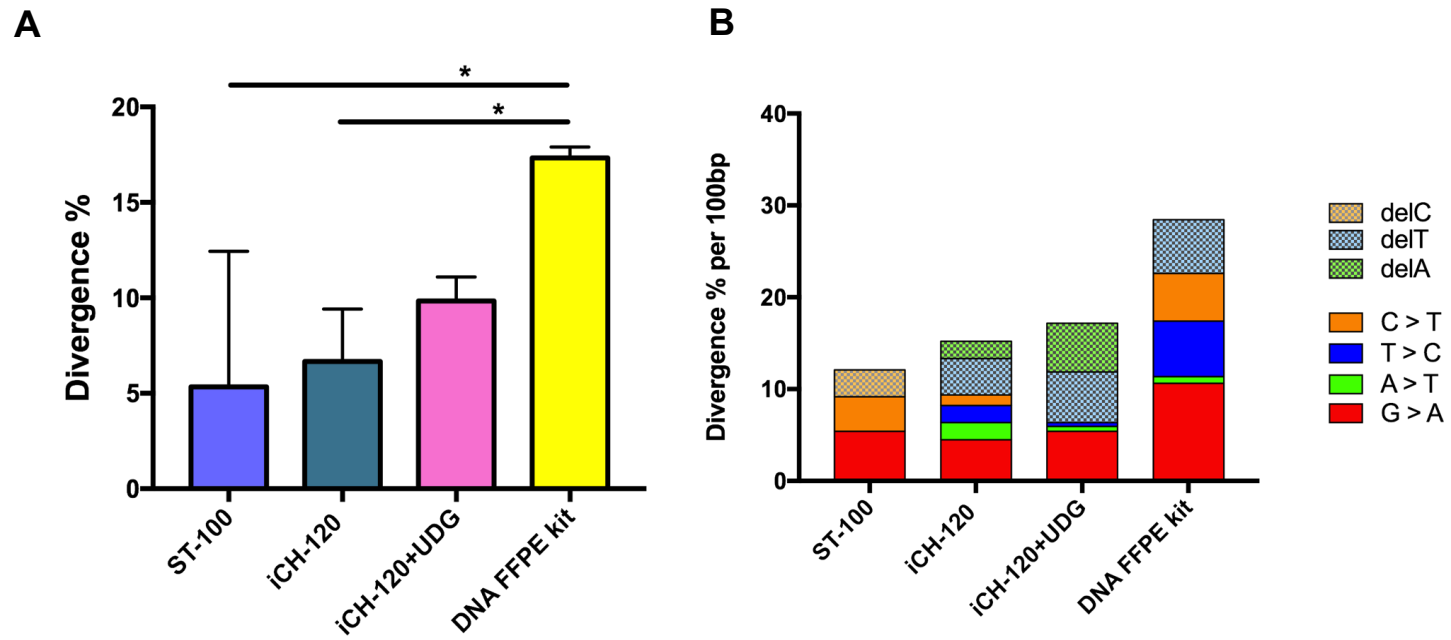 A
*
*
Divergence %
20
15
10
5
0
ST-100
iCH-120
iCH-120+UDG
DNA FFPE kit
B
Divergence % per 100bp
40
30
20
10
0
ST-100
iCH-120
iCH-120+UDG
DNA FFPE kit
delC
delT
delA
C > T
T > C
A > T
G > A